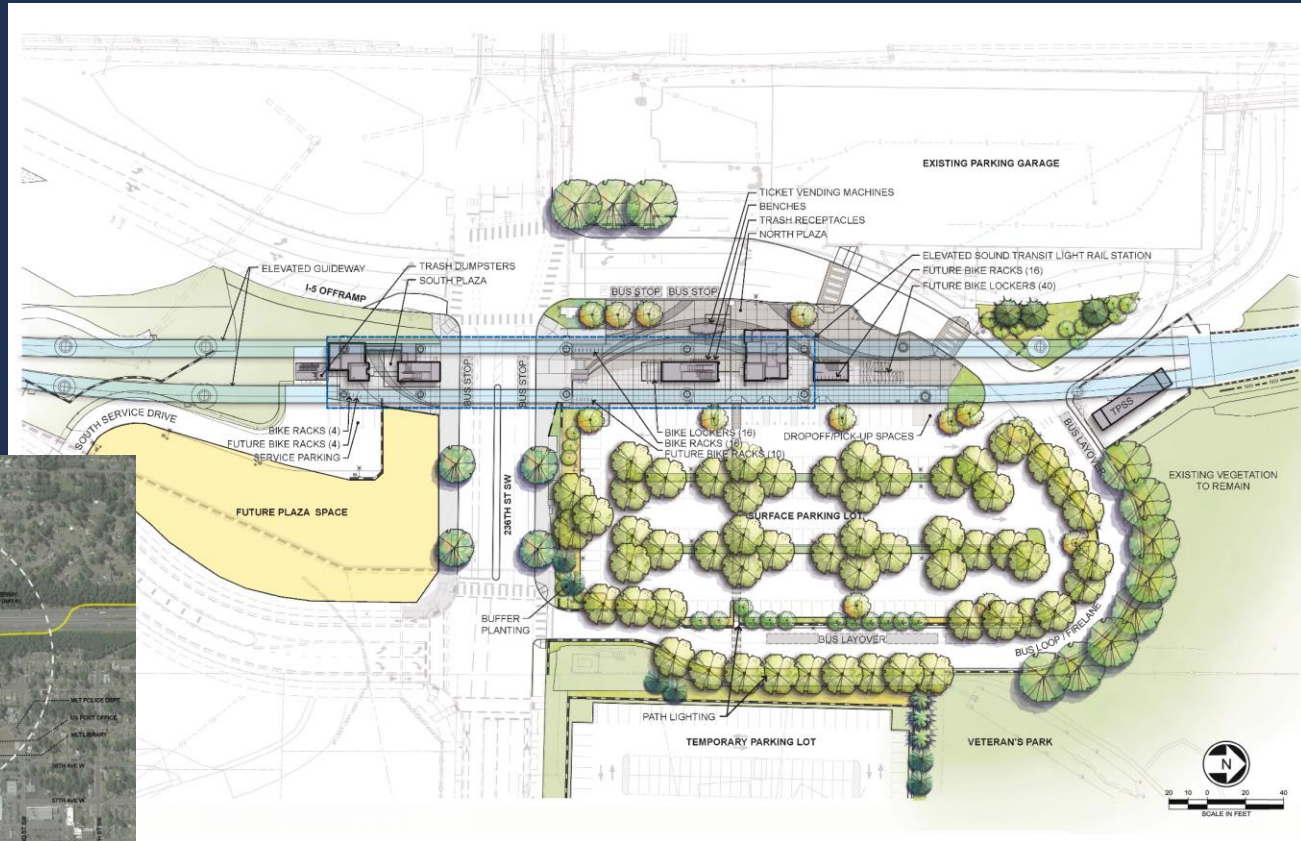 EXISTING PARKING GARAGE
TICKET VENDING MACHINES
BENCHES
TRASH RECEPTACLES
NORTH PLAZA
ELEVATED SOUND TRANSIT LIGHT RAIL STATION
FUTURE BIKE RACKS (16)
FUTURE BIKE LOCKERS (40)
ELEVATED GUIDEWAY
I-5 OFFRAMP
TRASH DUMPSTERS
SOUTH PLAZA
BUS STOP
BUS STOP
BUS STOP
BUS STOP
SOUTH SERVICE DRIVE
BIKE RACKS (4)
FUTURE BIKE RACKS (4)
SERVICE PARKING
BIKE LOCKERS (16)
BIKE RACKS (16)
FUTURE BIKE RACKS (10)
DROPOFF/PICK-UP SPACES
TPSS
BUS LAYOVER
EXISTING VEGETATION
TO REMAIN
FUTURE PLAZA SPACE
236TH ST SW
SURFACE PARKING LOT
BUFFER
PLANTING
BUS LAYOVER
BUS LOOP / FIRELANE
PATH LIGHTING
TEMPORARY PARKING LOT
VETERAN'S PARK
N
20 10 0 20 40
SCALE IN FEET
MLT POLICE DEPT
US POST OFFICE
MLT LIBRARY
58TH AVE W
57TH AVE W